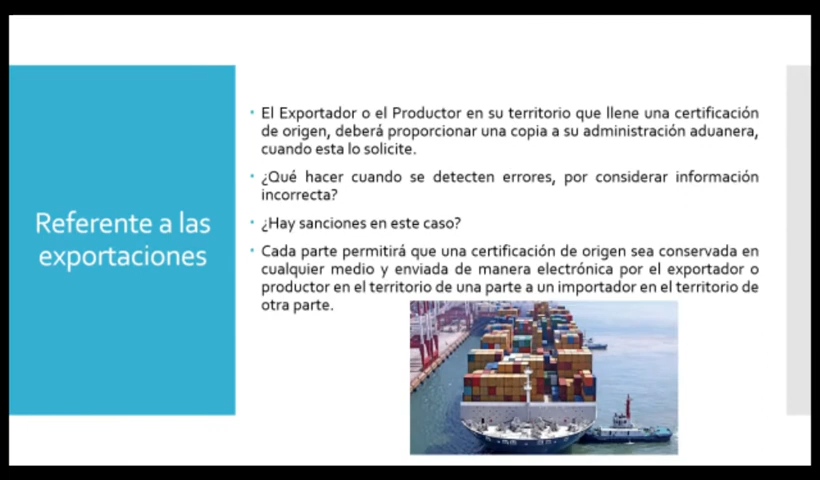 Referente a las
exportaciones
El Exportador o el Productor en su territorio que llene una certificación
de origen, deberá proporcionar una copia a su administración aduanera,
cuando esta lo solicite.
¿Qué hacer cuando se detecten errores, por considerar información
incorrecta?
¿Hay sanciones en este caso?
Cada parte permitirá que una certificación de origen sea conservada en
cualquier medio y enviada de manera electrónica por el exportador o
productor en el territorio de una parte a un importador en el territorio de
otra parte.